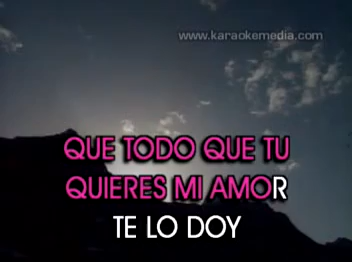 www.karaokemedia.com
QUE TODO QUE TU
QUIERES MI AMOR
TE LO DOY